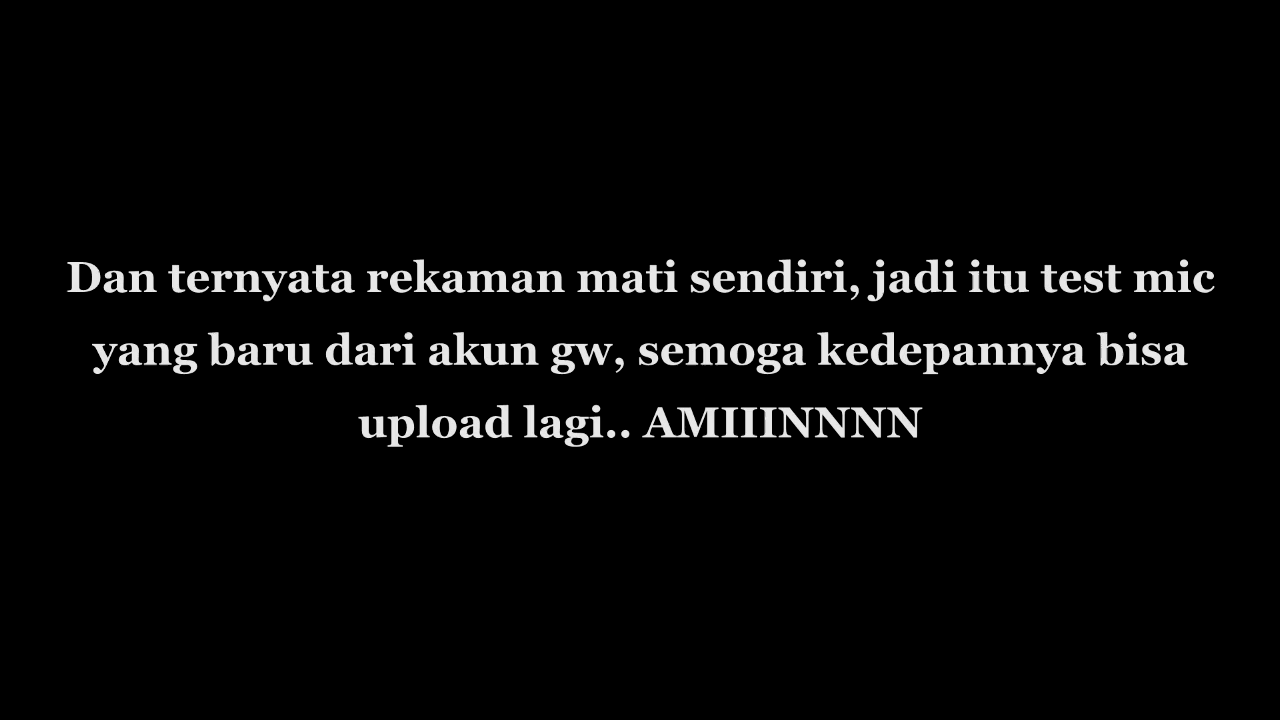 Dan ternyata rekaman mati sendiri, jadi itu test mic
yang baru dari akun gw, semoga kedepannya bisa
upload lagi.. AMIIINNNN